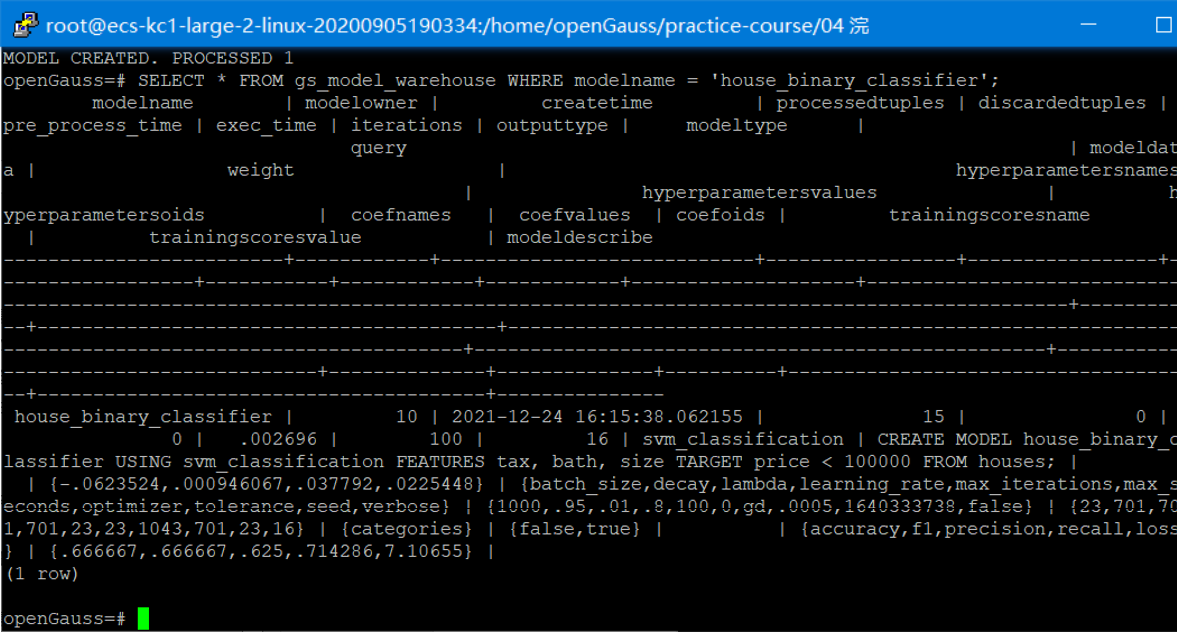 root@ecs-kc1-large-2-linux-20200905190334:/home/openGauss/practice-course/04 浣
MODEL CREATED. PROCESSED 1
openGauss=# SELECT * FROM gs_model_warehouse WHERE modelname = 'house_binary_classifier';
modelname | modelowner | createtime | processedtuples | discardedtuples |
pre_process_time | exec_time | iterations | outputtype | modeltype |
query | modeldat
a | weight | hyperparametersnames
| hyperparametersvalues | h
yperparametersoids | coefnames | coefvalues | coefoids | trainingscoresname
| trainingscoresvalue | modeldescribe
-------------------------+------------+----------------------------+-----------------+-
----------------+-----------+------------+------------+--------------------+-----------
-----------------------------------------------------------------------------------------------+---------
--+------------------------------------------+------------------------------------------------------------
-----------------------------------------+----------------------------------------------------+-----------
----------------------------+--------------+--------------+----------+-----------------------------------
--+----------------------------------------+---------------
house_binary_classifier | 10 | 2021-12-24 16:15:38.062155 | 15 | 0 |
0 | .002696 | 100 | 16 | svm_classification | CREATE MODEL house_binary_c
lassifier USING svm_classification FEATURES tax, bath, size TARGET price < 100000 FROM houses; |
| {-.0623524,.000946067,.037792,.0225448} | {batch_size,decay,lambda,learning_rate,max_iterations,max_s
econds,optimizer,tolerance,seed,verbose} | {1000,.95,.01,.8,100,0,gd,.0005,1640333738,false} | {23,701,70
1,701,23,23,1043,701,23,16} | {categories} | {false,true} | | {accuracy,f1,precision,recall,loss
} | {.666667,.666667,.625,.714286,7.10655} |
(1 row)
openGauss=#